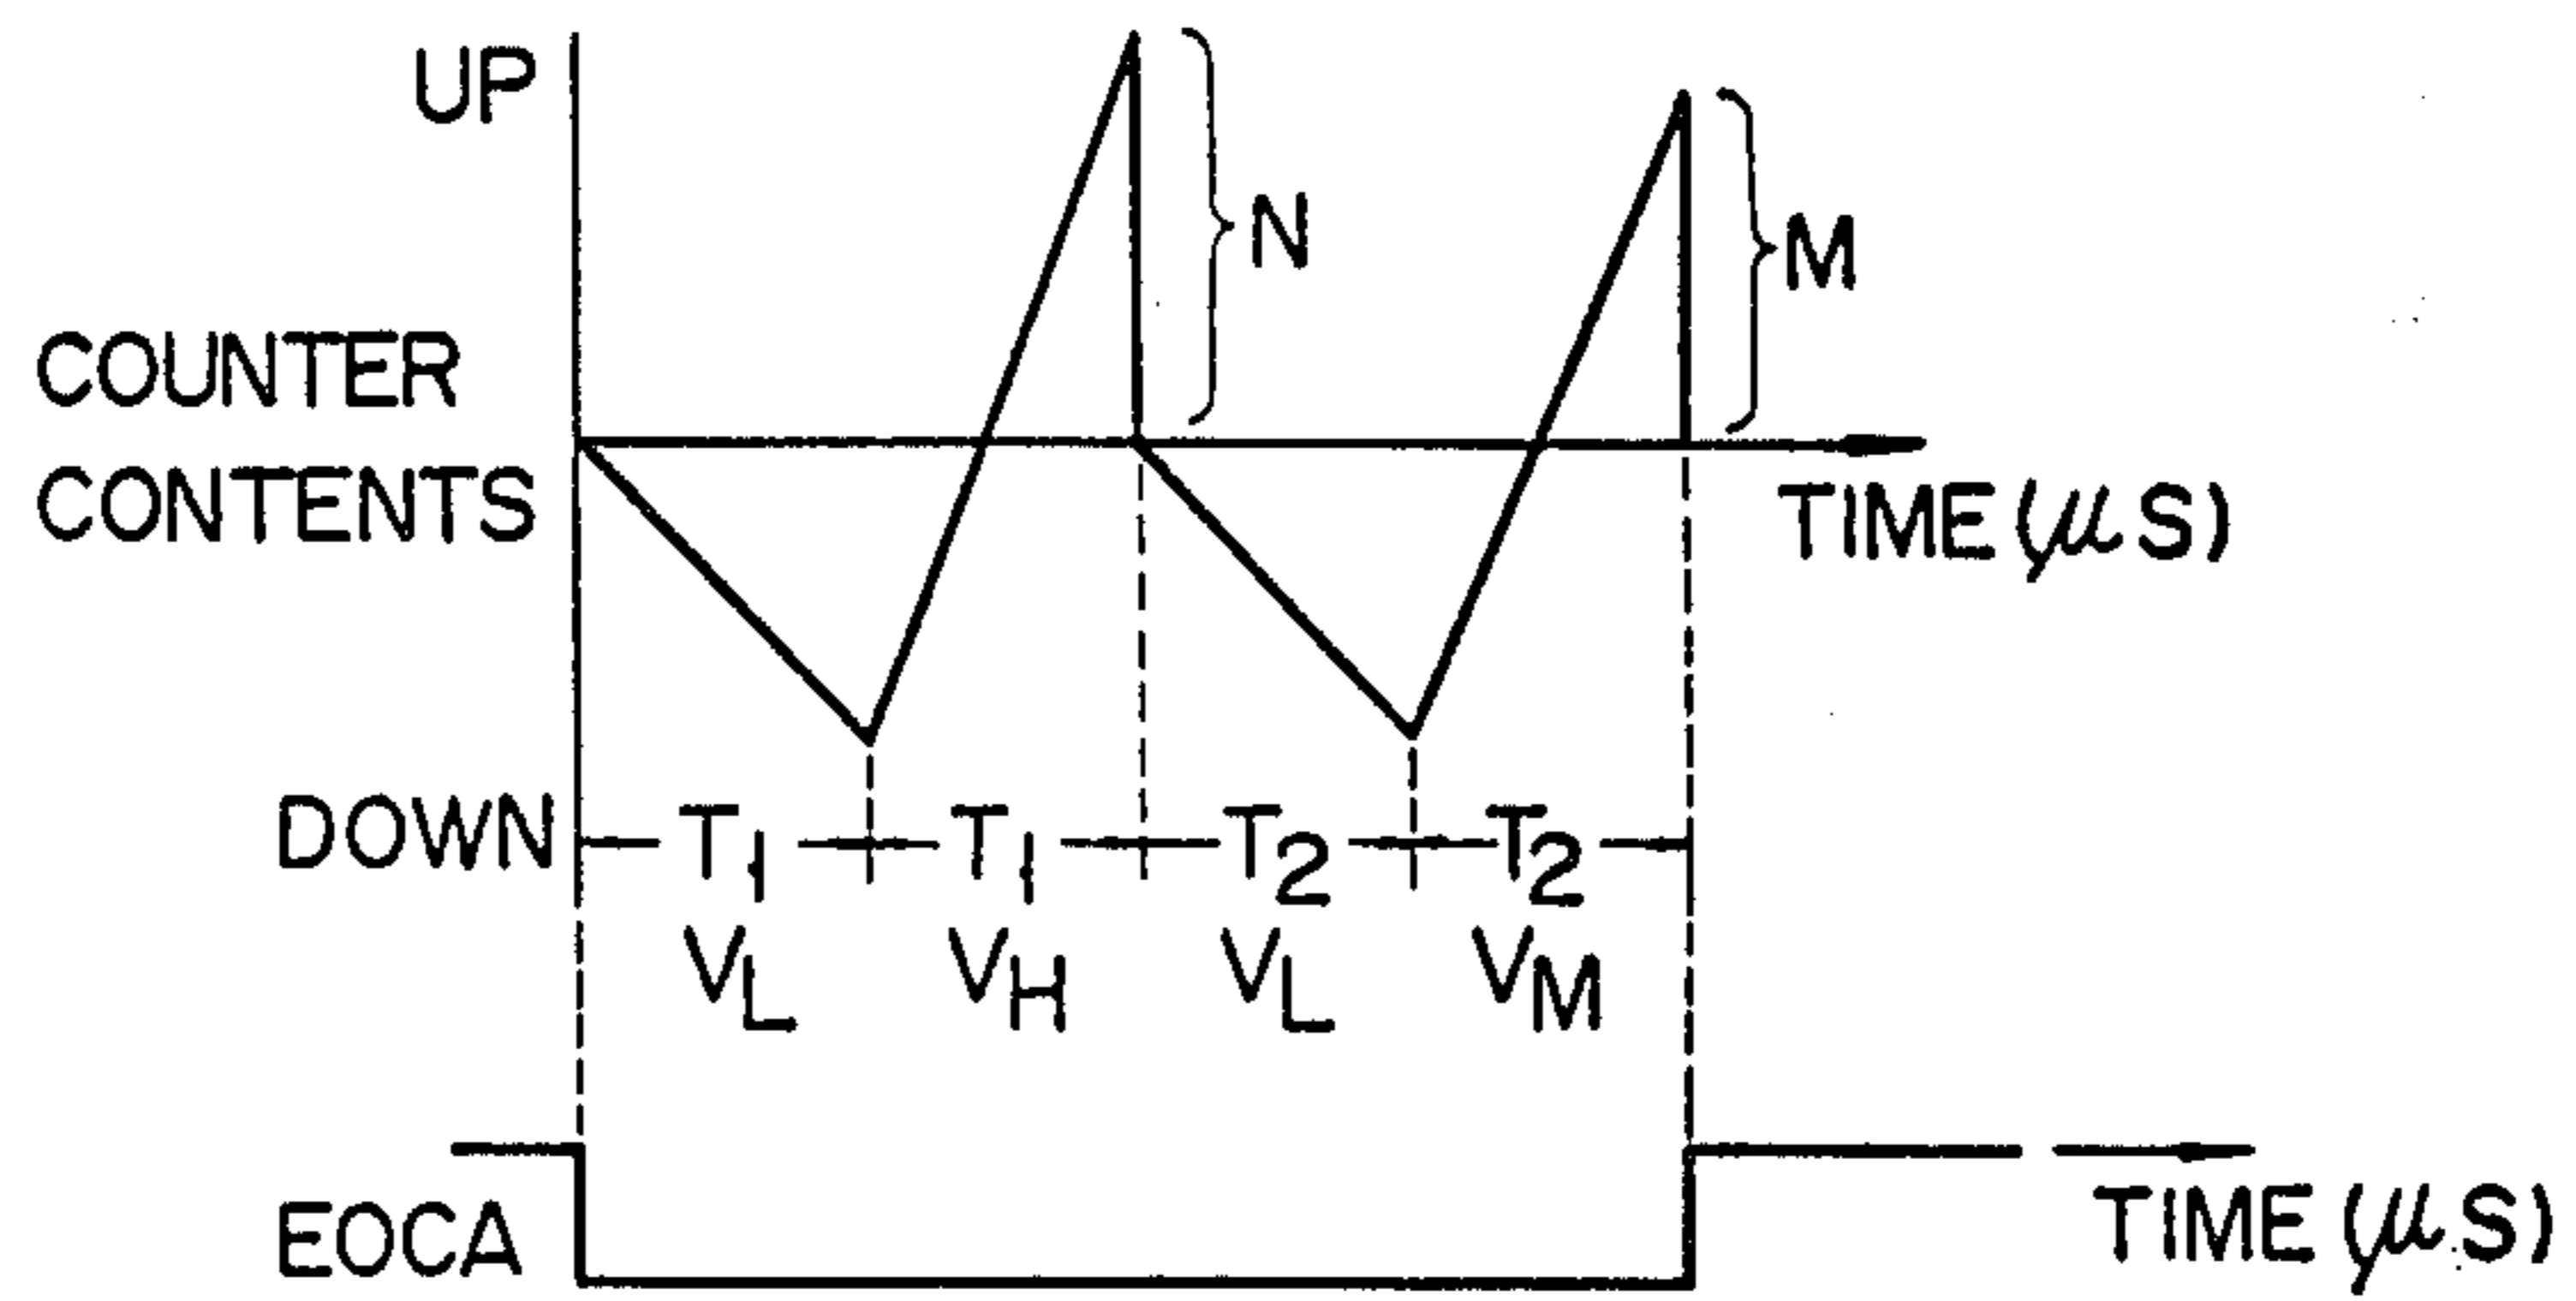 UP
N
M
COUNTER
CONTENTS
TIME (μS)
DOWN
T1 T1 T2 T2
VL VH VL VM
EOCA
TIME (μS)